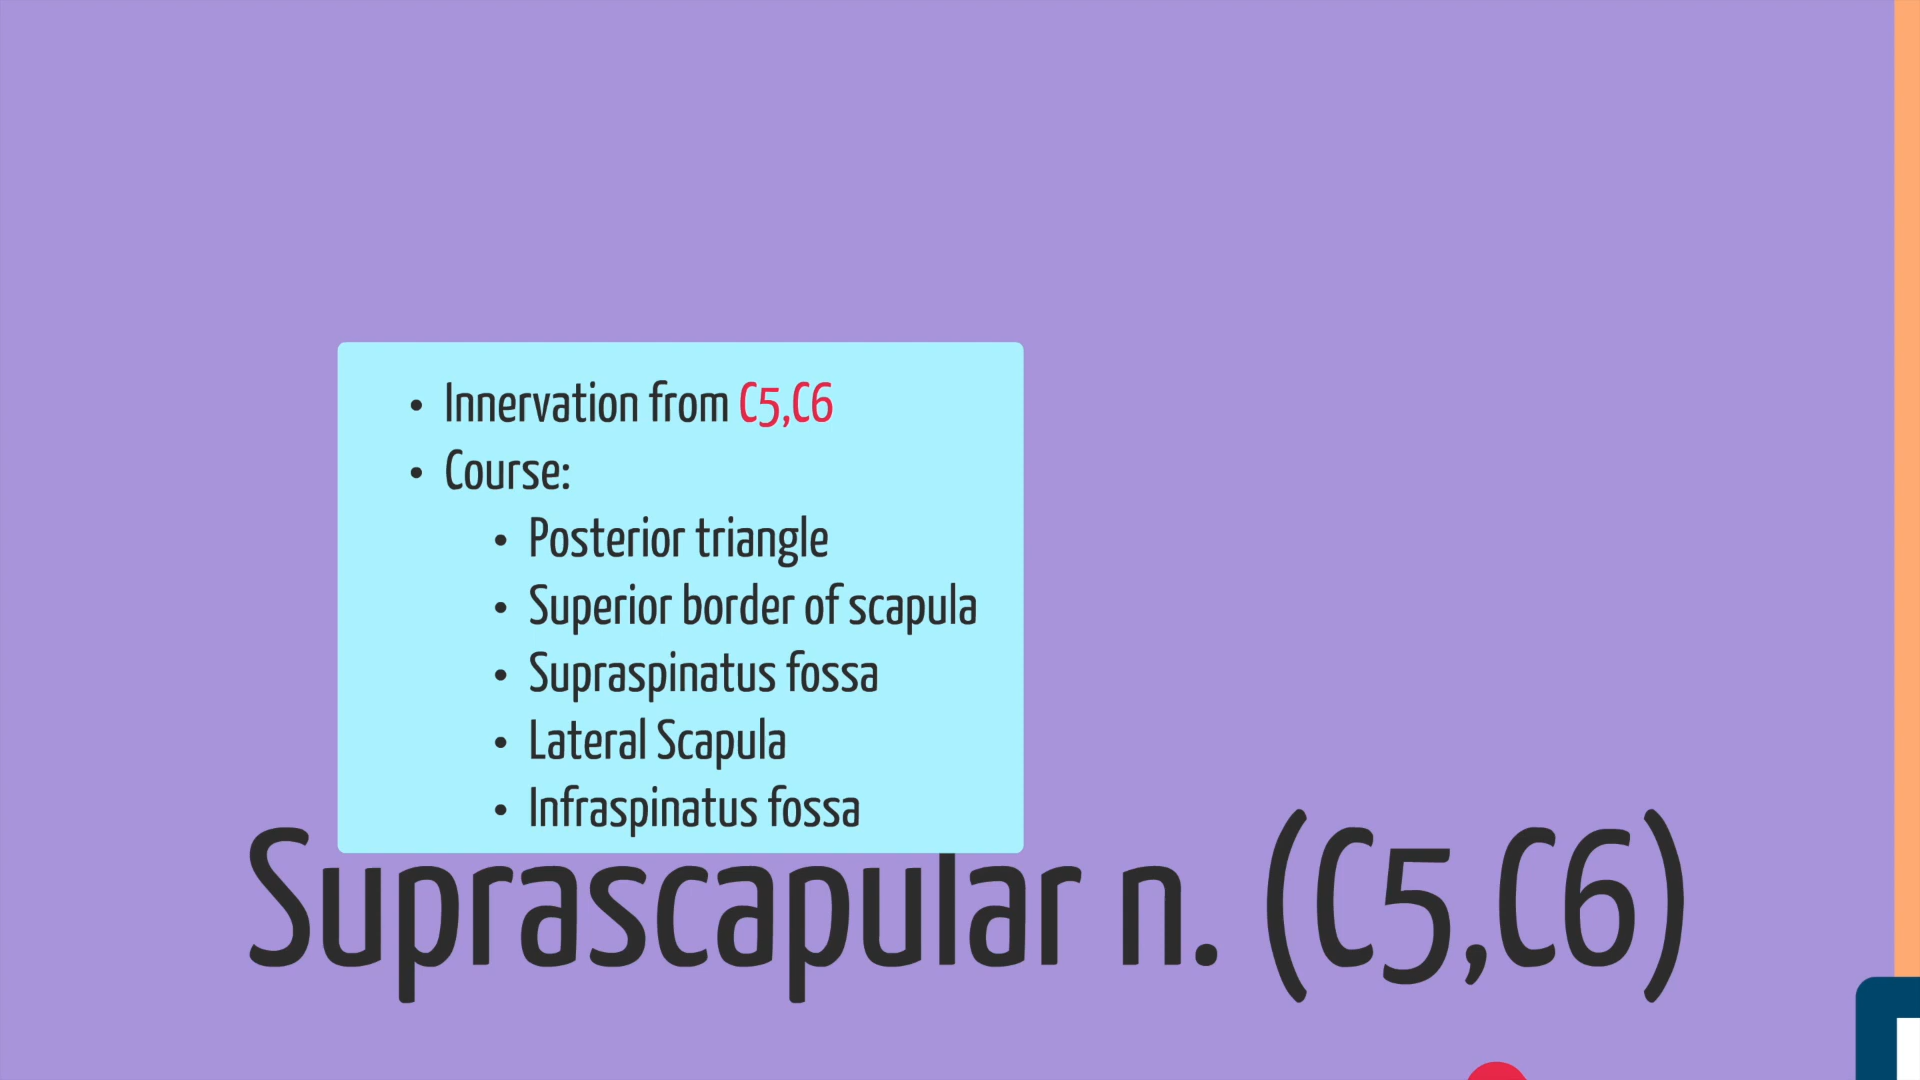 • Innervation from C5,C6
• Course:
• Posterior triangle
• Superior border of scapula
• Supraspinatus fossa
• Lateral Scapula
• Infraspinatus fossa
Suprascapular n. (C5,C6)